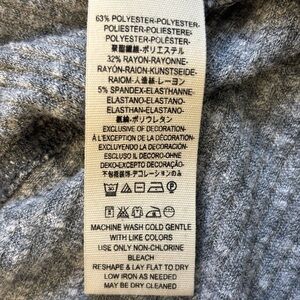 63% POLYESTER-POLYESTER-
POLIESTER-POLIESTERE-
POLYESTER-POLIÉSTER-
聚酯纖維-ポリエステル
32% RAYON-RAYONNE-
RAYÓN-RAION-KUNSTSEIDE-
RAIOM-人造絲-レーヨン
5% SPANDEX-ELASTHANNE-
ELASTANO-ELASTANO-
ELASTHAN-ELASTANO-
氨綸-ポリウレタン
EXCLUSIVE OF DECORATION-
À L'EXCEPTION DE LA DÉCORATION-
EXCLUYENDO LA DECORACIÓN-
ESCLUSO IL DECORO-OHNE
DEKO-EXCEPTO DECORAÇÃO-
不包括裝飾-デコレーションのみ
MACHINE WASH COLD GENTLE
WITH LIKE COLORS
USE ONLY NON-CHLORINE
BLEACH
RESHAPE & LAY FLAT TO DRY
LOW IRON AS NEEDED
MAY BE DRY CLEANED